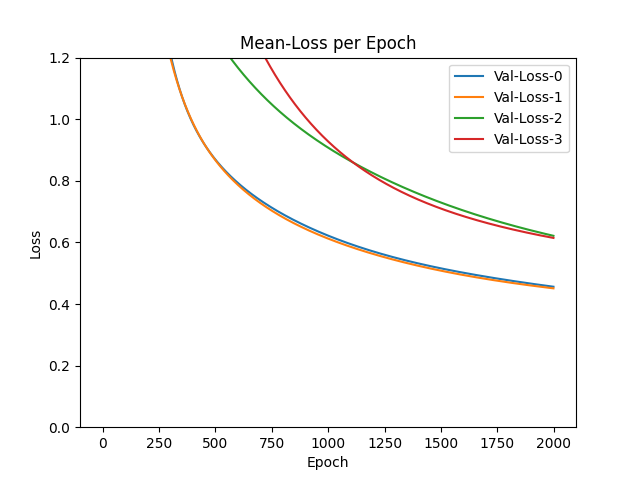 Mean-Loss per Epoch
Val-Loss-0
Val-Loss-1
Val-Loss-2
Val-Loss-3
1.2
1.0
0.8
0.6
0.4
0.2
0.0
Loss
0 250 500 750 1000 1250 1500 1750 2000
Epoch